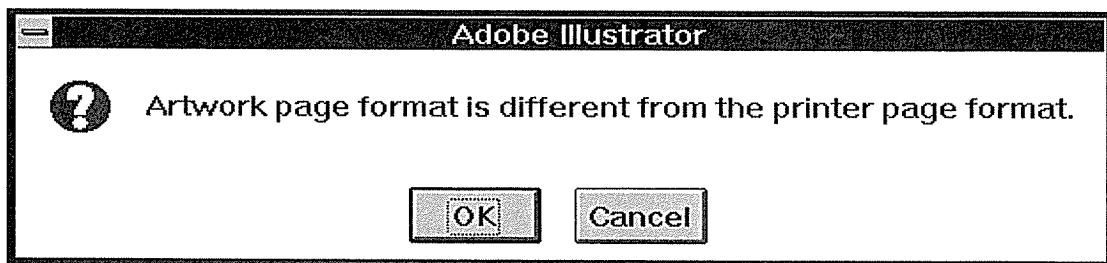 Adobe Illustrator
Artwork page format is different from the printer page format.
OK
Cancel